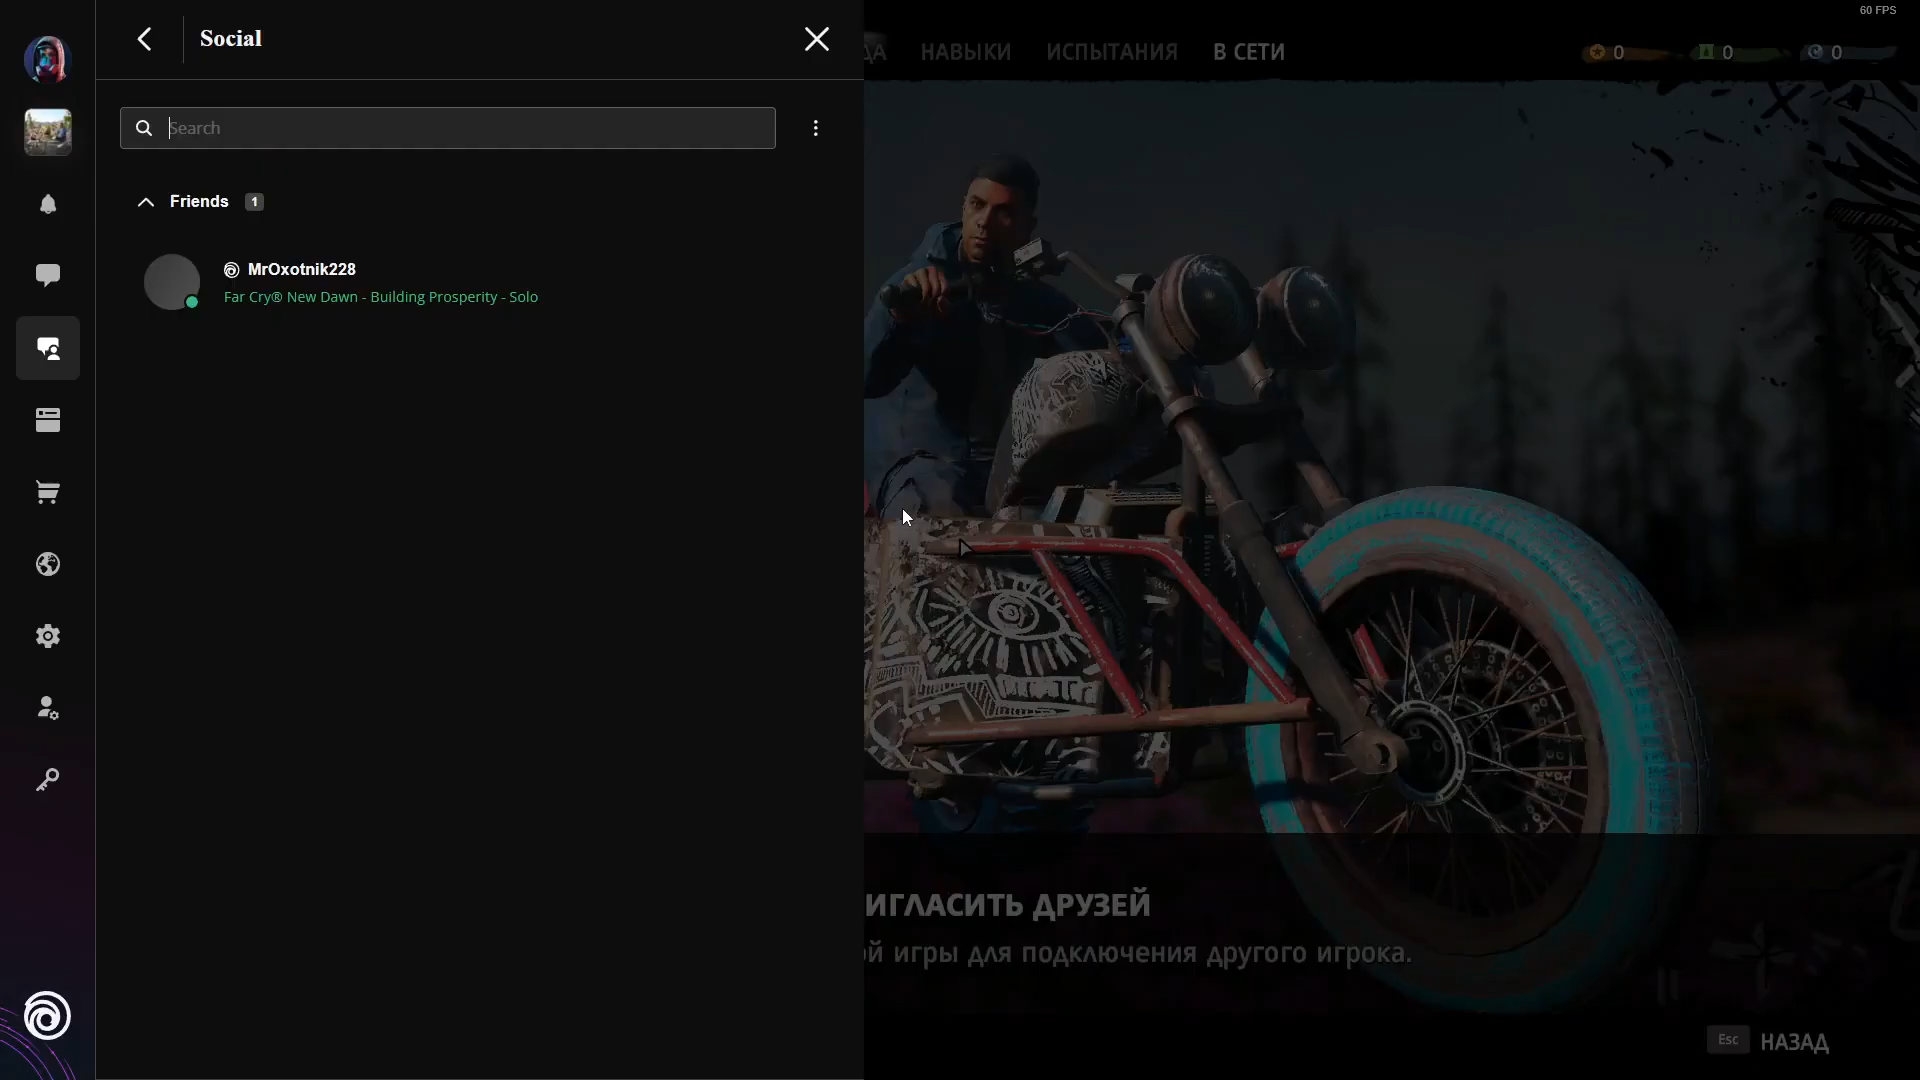 60 FPS
Social
НАВЫКИ
ИСПЫТАНИЯ
В СЕТИ
0
0
0
Search
Friends 1
MrOxotnik228
Far Cry® New Dawn - Building Prosperity - Solo
ИГЛАСИТЬ ДРУЗЕЙ
ой игры для подключения другого игрока.
Esc НАЗАД